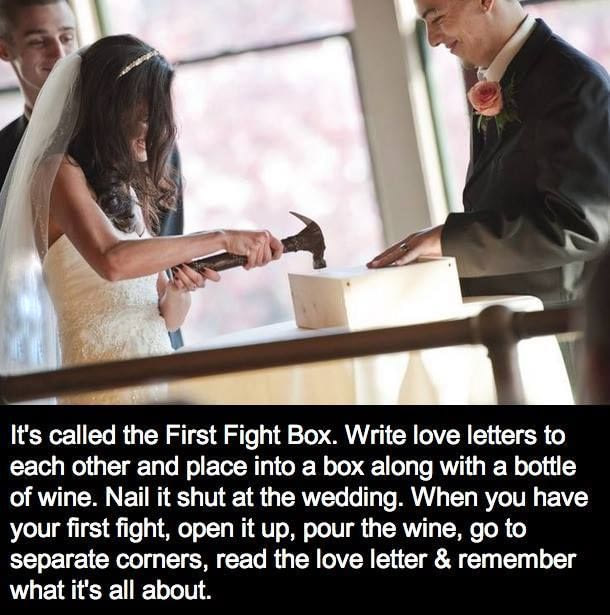 It's called the First Fight Box. Write love letters to
each other and place into a box along with a bottle
of wine. Nail it shut at the wedding. When you have
your first fight, open it up, pour the wine, go to
separate corners, read the love letter & remember
what it's all about.